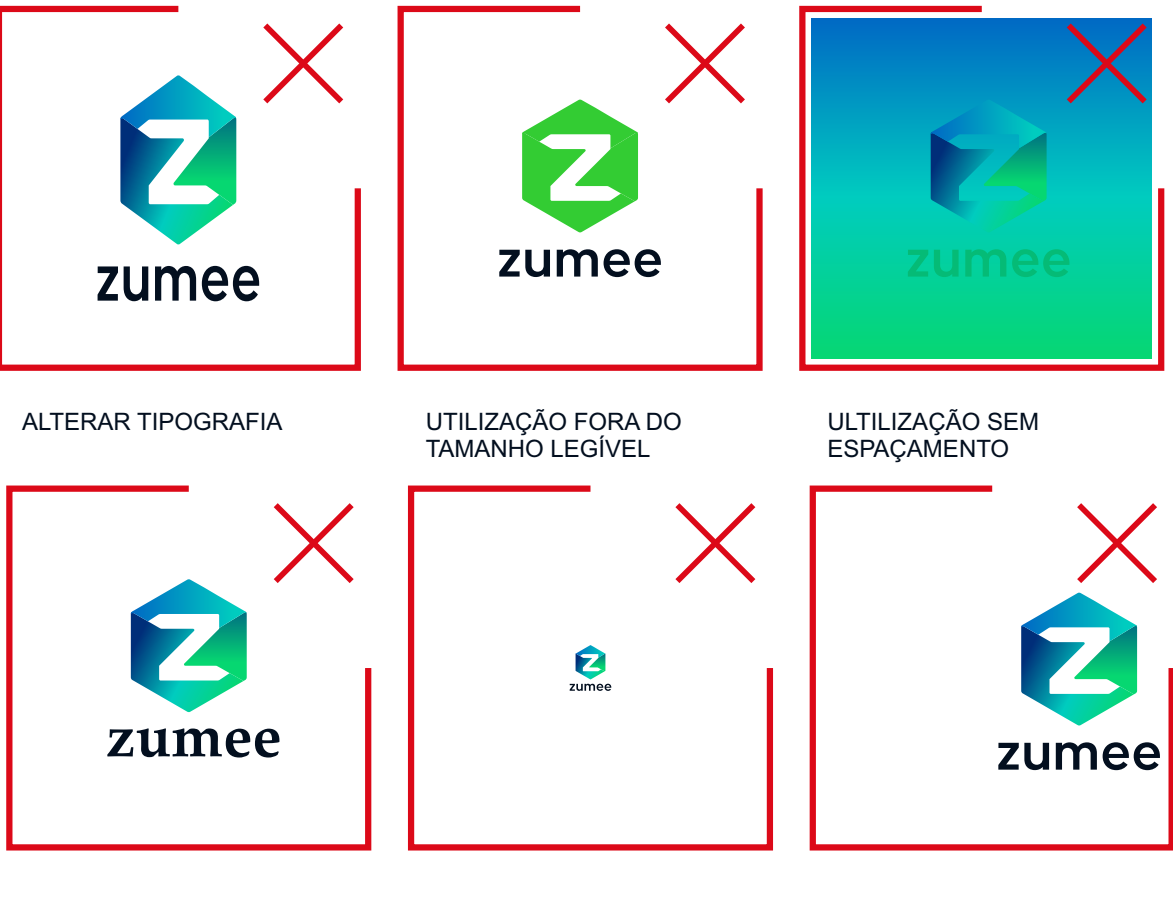 zumee
zumee
zumee
ALTERAR TIPOGRAFIA
UTILIZAÇÃO FORA DO
TAMANHO LEGÍVEL
ULTILIZAÇÃO SEM
ESPAÇAMENTO
zumee
zumee
zumee